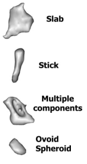 Slab
Stick
Multiple
components
Ovoid
Spheroid